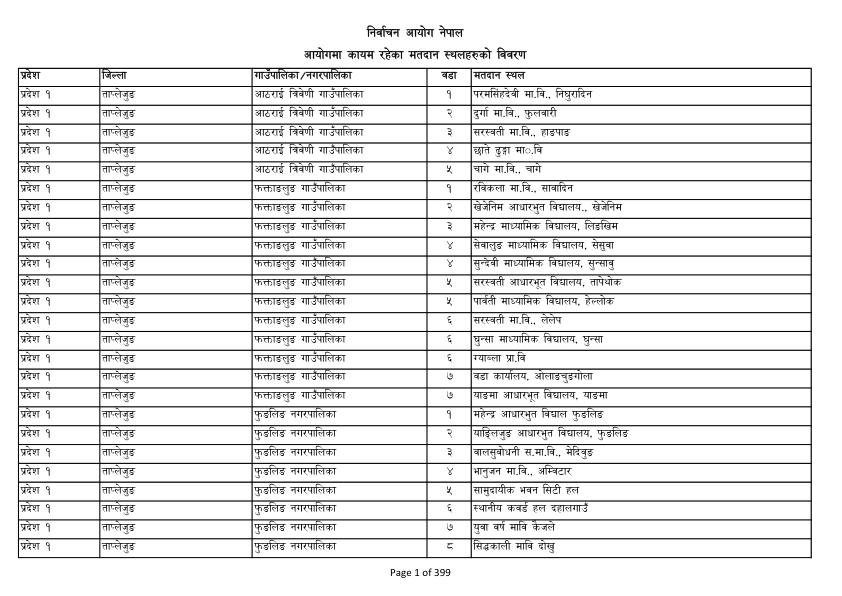 निर्वाचन आयोग नेपाल
आयोगमा कायम रहेका मतदान स्थलहरुको विवरण
प्रदेश जिल्ला गाउँपालिका/नगरपालिका वडा मतदान स्थल
प्रदेश १ ताप्लेजुङ आठराई त्रिवेणी गाउँपालिका १ परमसिंहदेवी मा.वि., निघुरादिन
प्रदेश १ ताप्लेजुङ आठराई त्रिवेणी गाउँपालिका २ दुर्गा मा.वि., फुलवारी
प्रदेश १ ताप्लेजुङ आठराई त्रिवेणी गाउँपालिका ३ सरस्वती मा.वि., हाङपाङ
प्रदेश १ ताप्लेजुङ आठराई त्रिवेणी गाउँपालिका ४ छाते ढुङ्गा मा.वि
प्रदेश १ ताप्लेजुङ आठराई त्रिवेणी गाउँपालिका ५ चागे मा.वि., चागे
प्रदेश १ ताप्लेजुङ फक्ताङलुङ गाउँपालिका १ रविकला मा.वि., सावादिन
प्रदेश १ ताप्लेजुङ फक्ताङलुङ गाउँपालिका २ खेजेनिम आधारभुत विद्यालय., खेजेनिम
प्रदेश १ ताप्लेजुङ फक्ताङलुङ गाउँपालिका ३ महेन्द्र माध्यामिक विद्यालय, लिङखिम
प्रदेश १ ताप्लेजुङ फक्ताङलुङ गाउँपालिका ४ सेवालुङ माध्यामिक विद्यालय, सेसुवा
प्रदेश १ ताप्लेजुङ फक्ताङलुङ गाउँपालिका ४ सुन्देवी माध्यामिक विद्यालय, सुन्सावु
प्रदेश १ ताप्लेजुङ फक्ताङलुङ गाउँपालिका ५ सरस्वती आधारभूत विद्यालय, तापेथोक
प्रदेश १ ताप्लेजुङ फक्ताङलुङ गाउँपालिका ५ पार्वती माध्यामिक विद्यालय, हेल्लोक
प्रदेश १ ताप्लेजुङ फक्ताङलुङ गाउँपालिका ६ सरस्वती मा.वि., लेलेप
प्रदेश १ ताप्लेजुङ फक्ताङलुङ गाउँपालिका ६ घुन्सा माध्यामिक विद्यालय, घुन्सा
प्रदेश १ ताप्लेजुङ फक्ताङलुङ गाउँपालिका ६ ग्याब्ला प्रा.वि
प्रदेश १ ताप्लेजुङ फक्ताङलुङ गाउँपालिका ७ वडा कार्यालय, ओलाङचुङगोला
प्रदेश १ ताप्लेजुङ फक्ताङलुङ गाउँपालिका ७ याङमा आधारभूत विद्यालय, याङमा
प्रदेश १ ताप्लेजुङ फुङलिङ नगरपालिका १ महेन्द्र आधारभुत विद्याल फुङलिङ
प्रदेश १ ताप्लेजुङ फुङलिङ नगरपालिका २ याङ्लिजुङ आधारभुत विद्यालय, फुङलिङ
प्रदेश १ ताप्लेजुङ फुङलिङ नगरपालिका ३ बालसुवोधनी स.मा.वि., मेदिवुङ
प्रदेश १ ताप्लेजुङ फुङलिङ नगरपालिका ४ भानुजन मा.वि., अम्विटार
प्रदेश १ ताप्लेजुङ फुङलिङ नगरपालिका ५ सामुदायीक भवन सिटी हल
प्रदेश १ ताप्लेजुङ फुङलिङ नगरपालिका ६ स्थानीय कवर्ड हल दहालगाउँ
प्रदेश १ ताप्लेजुङ फुङलिङ नगरपालिका ७ युवा वर्ष मावि कैजले
प्रदेश १ ताप्लेजुङ फुङलिङ नगरपालिका ८ सिद्धकाली मावि दोखु
Page 1 of 399